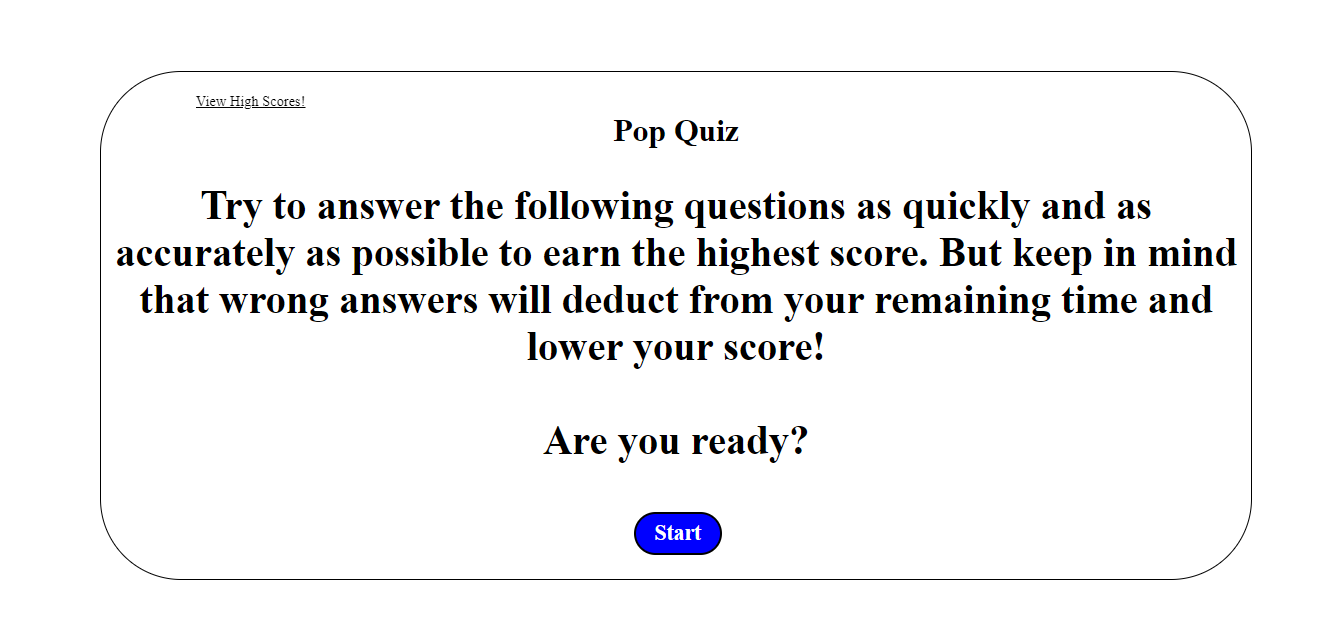 View High Scores!
Pop Quiz
Try to answer the following questions as quickly and as
accurately as possible to earn the highest score. But keep in mind
that wrong answers will deduct from your remaining time and
lower your score!
Are you ready?
Start